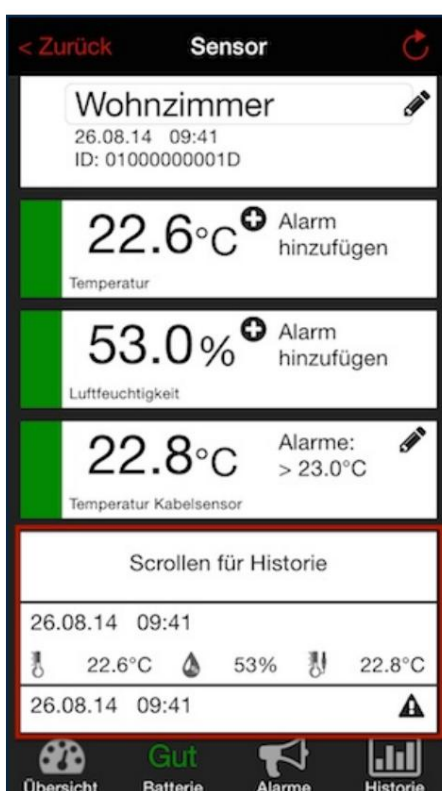 < Zurück Sensor
Wohnzimmer
26.08.14 09:41
ID: 01000000001D
22.6°C Alarm
hinzufügen
Temperatur
53.0% Alarm
hinzufügen
Luftfeuchtigkeit
22.8°C Alarme:
> 23.0°C
Temperatur Kabelsensor
Scrollen für Historie
26.08.14 09:41
22.6°C 53% 22.8°C
26.08.14 09:41
Gut
Übersicht Batterie Alarme Historie